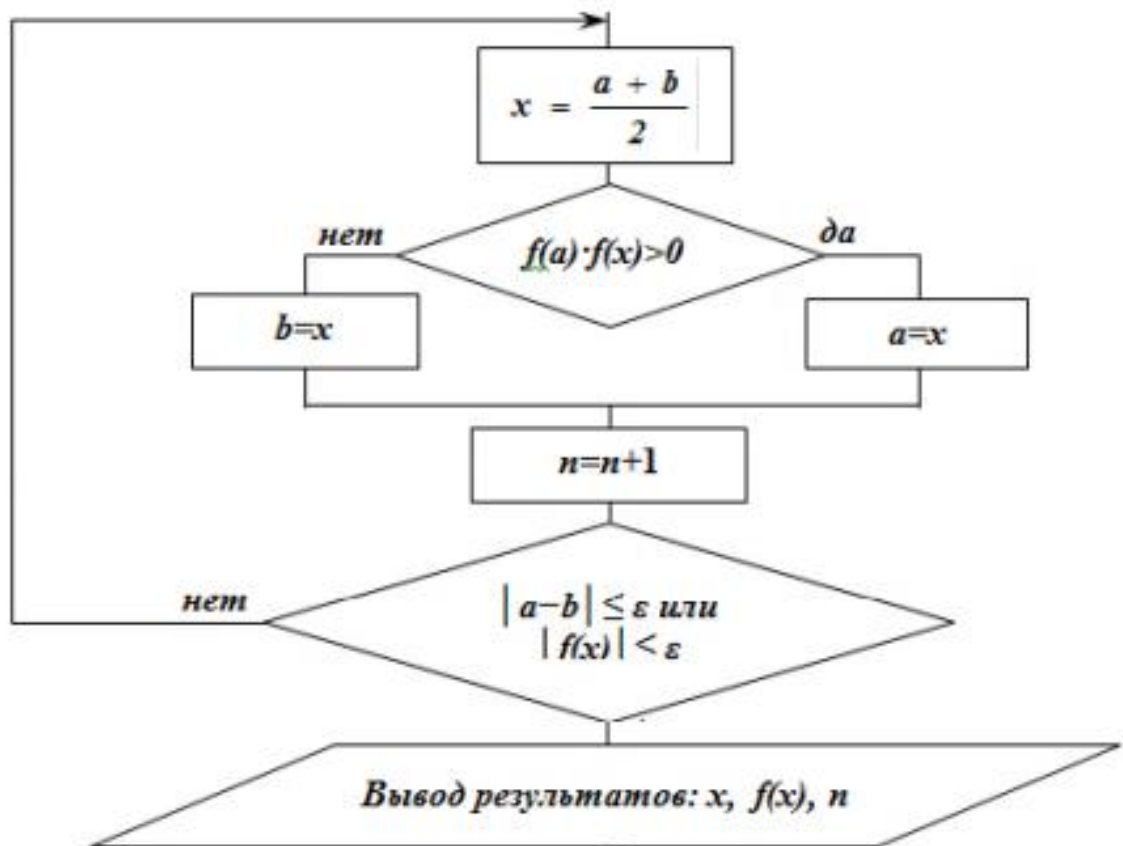 x = (a + b) / 2
нет
да
f(a)·f(x)>0
b=x
a=x
n=n+1
нет
|a−b| ≤ ε или
|f(x)| < ε
Вывод результатов: x, f(x), n